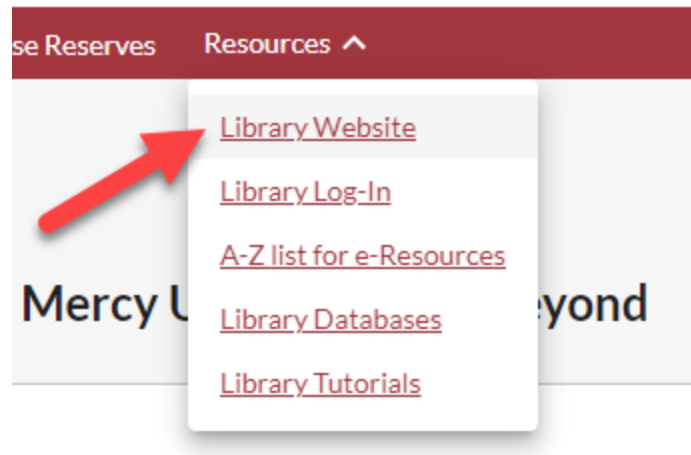 se Reserves Resources
Library Website
Library Log-In
A-Z list for e-Resources
Mercy U eyond
Library Databases
Library Tutorials